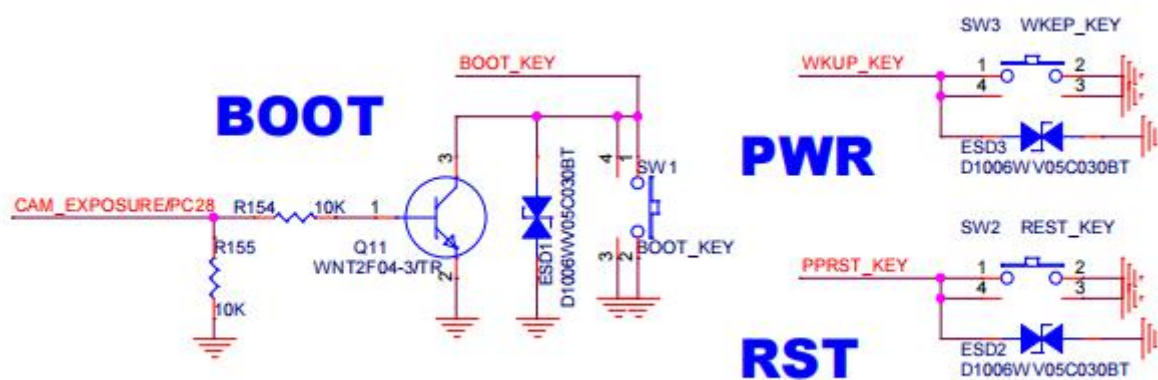 BOOT_KEY
BOOT
3
4
1
SW1
CAM_EXPOSURE/PC28
R154
10K
1
R155
Q11
WNT2F04-3/TR
10K
2
ESD1
D1006WV05C030BT
3
2
BOOT_KEY
SW3 WKEP_KEY
WKUP_KEY
1
2
4
3
PWR
ESD3
D1006WV05C030BT
SW2 REST_KEY
PPRST_KEY
1
2
4
3
RST
ESD2
D1006WV05C030BT